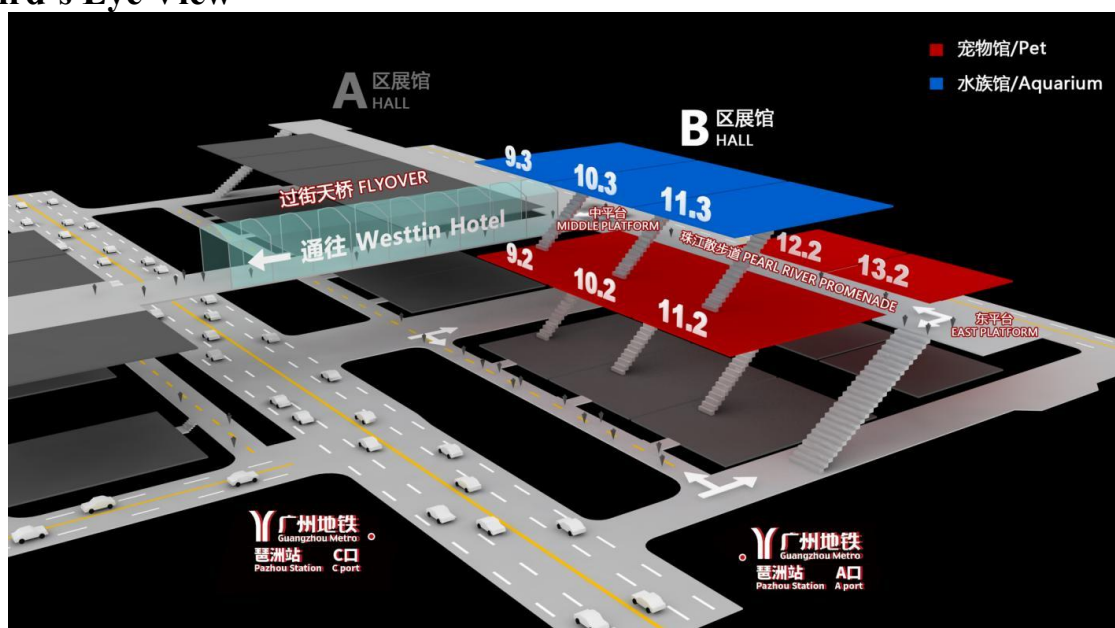 宠物馆/Pet
水族馆/Aquarium
A 区展馆
HALL
B 区展馆
HALL
9.3
10.3
11.3
过街天桥 FLYOVER
通往 Westtin Hotel
中平台
MIDDLE PLATFORM
珠江散步道 PEARL RIVER PROMENADE
12.2
13.2
9.2
10.2
11.2
东平台
EAST PLATFORM
广州地铁
Guangzhou Metro
琶洲站 C口
Pazhou Station C port
广州地铁
Guangzhou Metro
琶洲站 A口
Pazhou Station A port